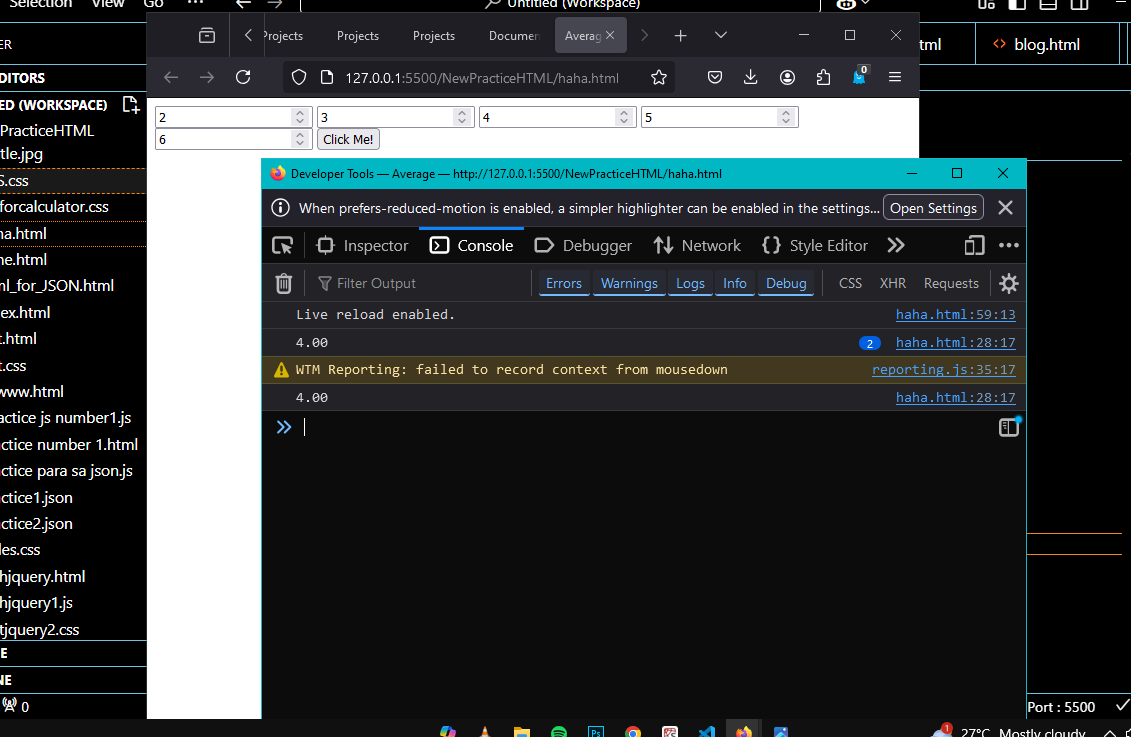 Selection View Go ··· Untitled (Workspace)
Projects Projects Projects Documen Averag
tml blog.html
ER
127.0.0.1:5500/NewPracticeHTML/haha.html 0
DITORS
ED (WORKSPACE)
PracticeHTML
tle.jpg
S.css
forcalculator.css
na.html
ne.html
ml_for_JSON.html
ex.html
t.html
t.css
www.html
actice js number1.js
ctice number 1.html
ctice para sa json.js
ctice1.json
ctice2.json
les.css
hjquery.html
hjquery1.js
tjquery2.css
E
NE
0
2 3 4 5
6 Click Me!
Developer Tools — Average — http://127.0.0.1:5500/NewPracticeHTML/haha.html
When prefers-reduced-motion is enabled, a simpler highlighter can be enabled in the settings... Open Settings
Inspector Console Debugger Network Style Editor
Filter Output Errors Warnings Logs Info Debug CSS XHR Requests
Live reload enabled. haha.html:59:13
4.00 2 haha.html:28:17
WTM Reporting: failed to record context from mousedown reporting.js:35:17
4.00 haha.html:28:17
Port : 5500
1 27°C Mostly cloudy